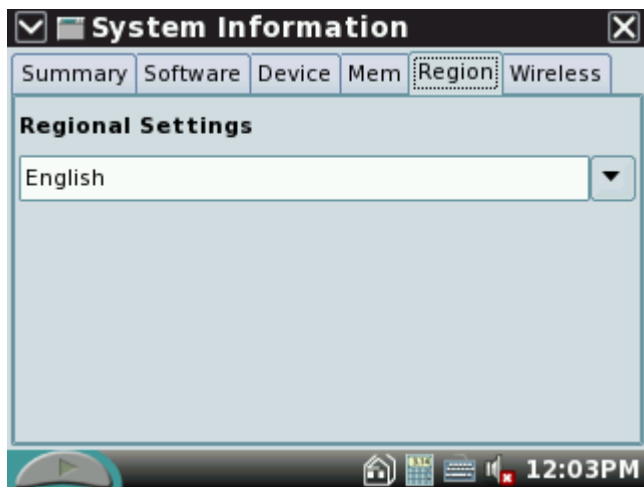 System Information
Summary Software Device Mem Region Wireless
Regional Settings
English
12:03PM